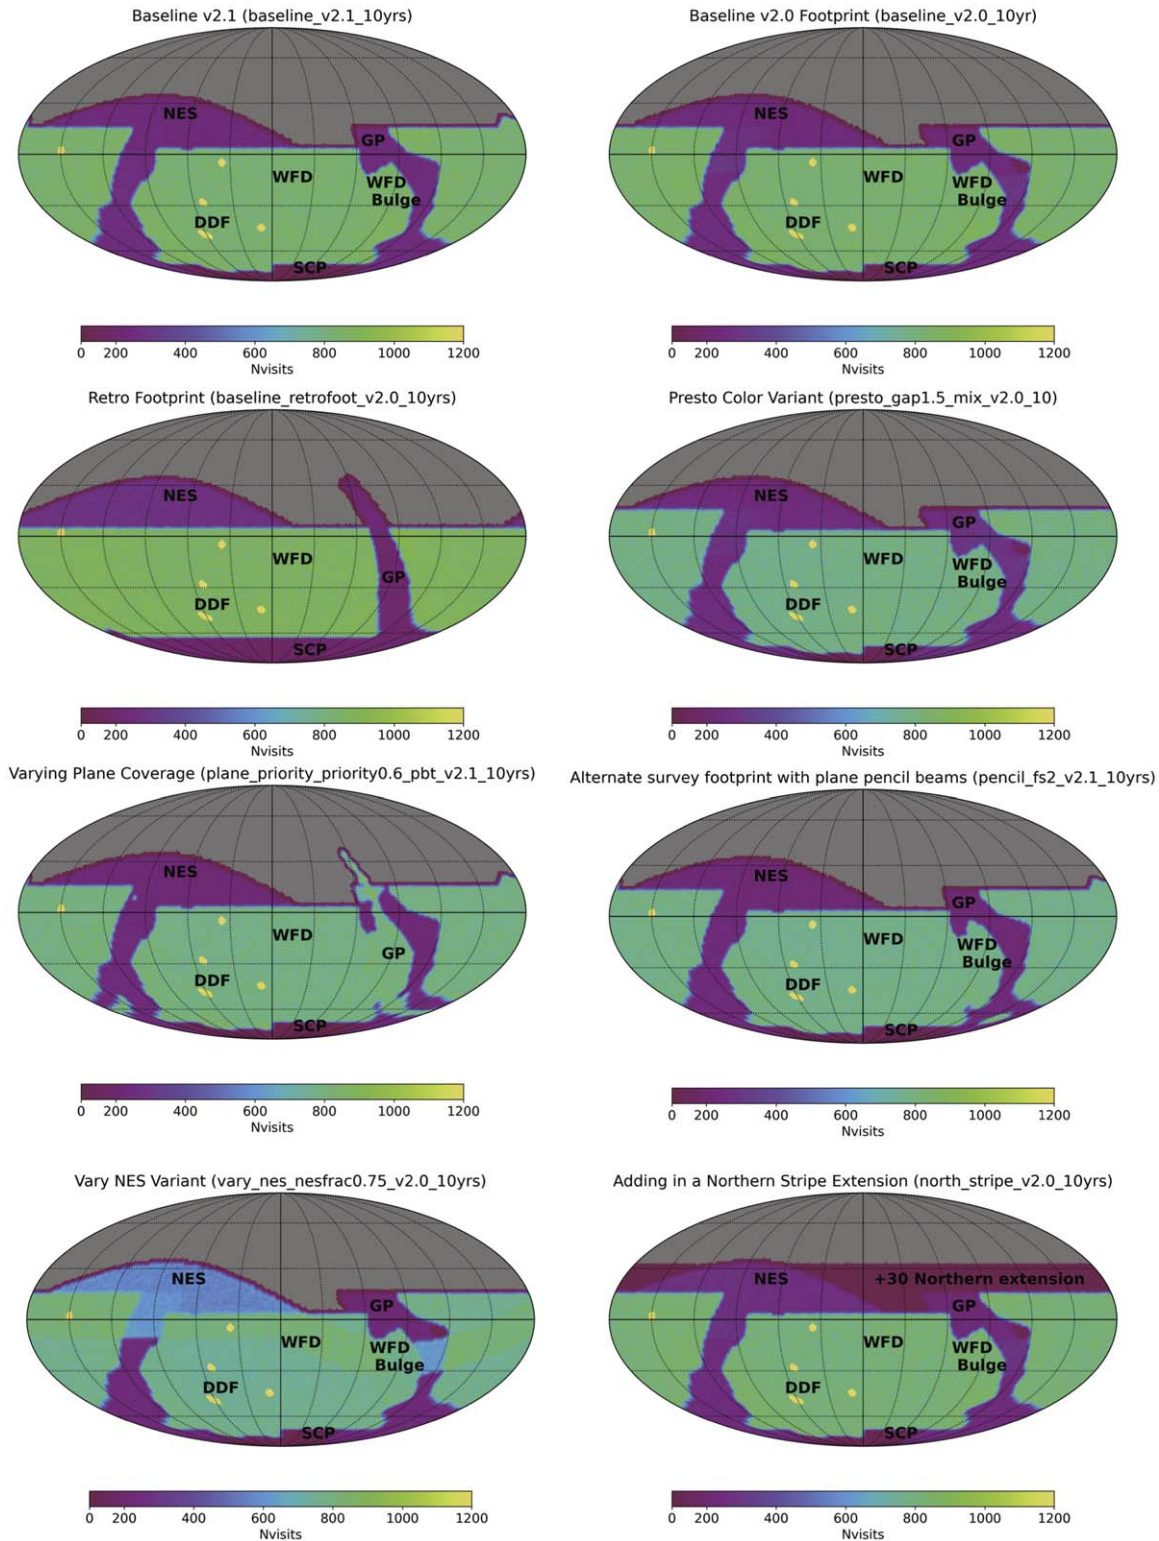 Baseline v2.1 (baseline_v2.1_10yrs)
NES
GP
WFD
WFD
Bulge
DDF
SCP
0 200 400 600 800 1000 1200
Nvisits
Baseline v2.0 Footprint (baseline_v2.0_10yr)
NES
GP
WFD
WFD
Bulge
DDF
SCP
0 200 400 600 800 1000 1200
Nvisits
Retro Footprint (baseline_retrofoot_v2.0_10yrs)
NES
WFD
GP
DDF
SCP
0 200 400 600 800 1000 1200
Nvisits
Presto Color Variant (presto_gap1.5_mix_v2.0_10)
NES
GP
WFD
WFD
Bulge
DDF
SCP
0 200 400 600 800 1000 1200
Nvisits
Varying Plane Coverage (plane_priority_priority0.6_pbt_v2.1_10yrs)
NES
WFD
GP
DDF
SCP
0 200 400 600 800 1000 1200
Nvisits
Alternate survey footprint with plane pencil beams (pencil_fs2_v2.1_10yrs)
NES
GP
WFD
WFD
Bulge
DDF
SCP
0 200 400 600 800 1000 1200
Nvisits
Vary NES Variant (vary_nes_nesfrac0.75_v2.0_10yrs)
NES
GP
WFD
WFD
Bulge
DDF
SCP
0 200 400 600 800 1000 1200
Nvisits
Adding in a Northern Stripe Extension (north_stripe_v2.0_10yrs)
NES +30 Northern extension
GP
WFD
WFD
Bulge
DDF
SCP
0 200 400 600 800 1000 1200
Nvisits